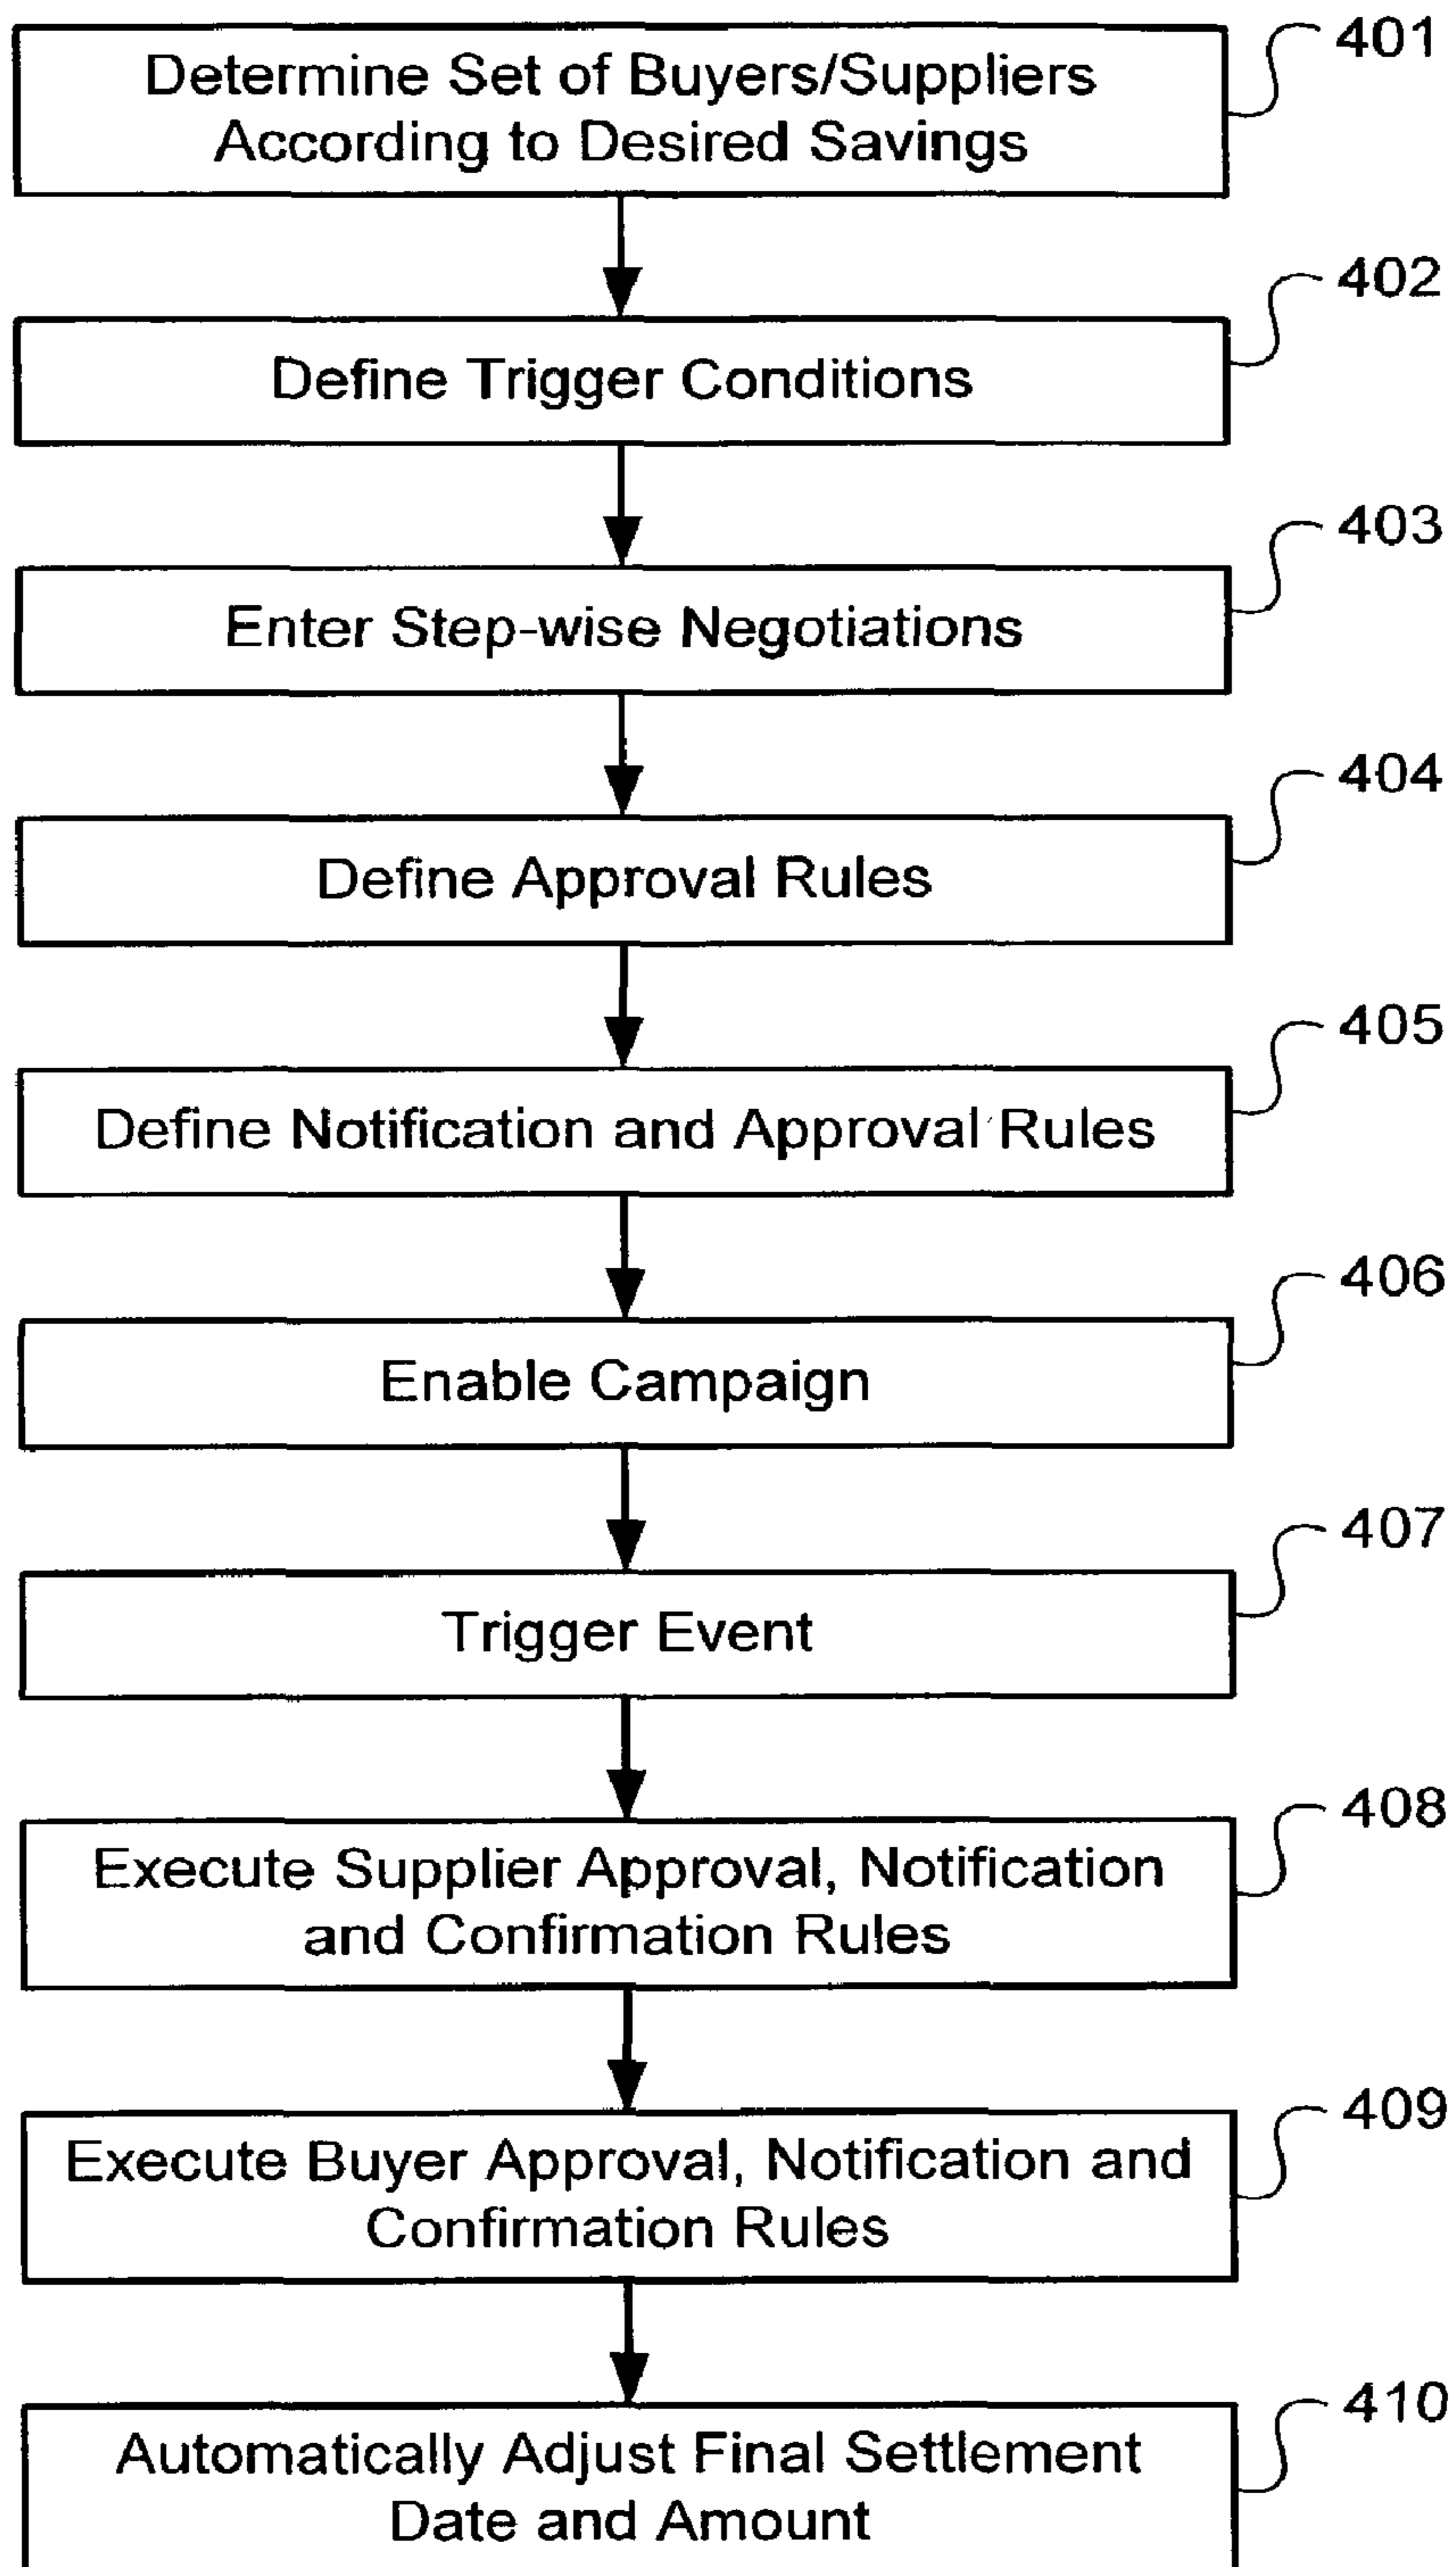 401
Determine Set of Buyers/Suppliers
According to Desired Savings
402
Define Trigger Conditions
403
Enter Step-wise Negotiations
404
Define Approval Rules
405
Define Notification and Approval Rules
406
Enable Campaign
407
Trigger Event
408
Execute Supplier Approval, Notification
and Confirmation Rules
409
Execute Buyer Approval, Notification and
Confirmation Rules
410
Automatically Adjust Final Settlement
Date and Amount